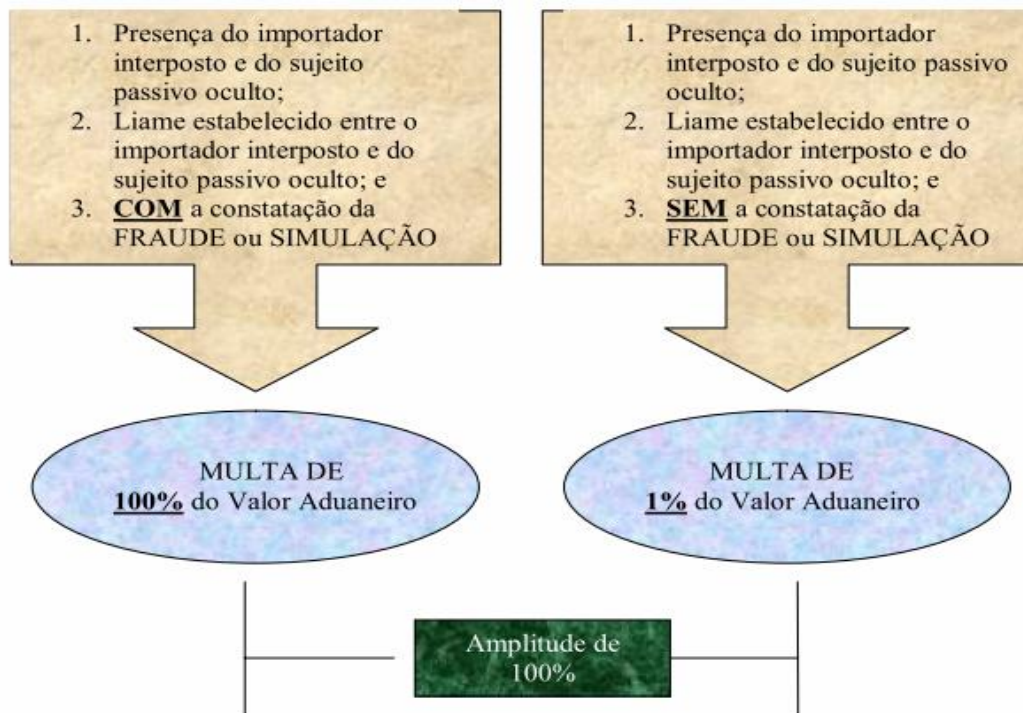 1. Presença do importador
interposto e do sujeito
passivo oculto;
2. Liame estabelecido entre o
importador interposto e do
sujeito passivo oculto; e
3. COM a constatação da
FRAUDE ou SIMULAÇÃO
1. Presença do importador
interposto e do sujeito passivo
oculto;
2. Liame estabelecido entre o
importador interposto e do
sujeito passivo oculto; e
3. SEM a constatação da
FRAUDE ou SIMULAÇÃO
MULTA DE
100% do Valor Aduaneiro
MULTA DE
1% do Valor Aduaneiro
Amplitude de
100%